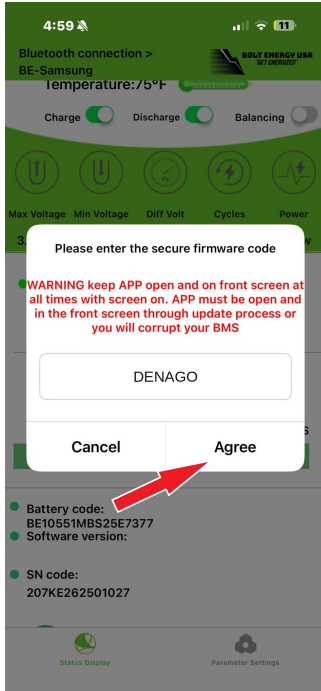 4:59
11
Bluetooth connection >
BE-Samsung
BOLT ENERGY USA
"GET ENERGIZED"
Temperature:75°F
Charge
Discharge
Balancing
Max Voltage
Min Voltage
Diff Volt
Cycles
Power
3.
w
Please enter the secure firmware code
WARNING keep APP open and on front screen at
all times with screen on. APP must be open and
in the front screen through update process or
you will corrupt your BMS
DENAGO
s
Cancel
Agree
Battery code:
BE10551MBS25E7377
Software version:
SN code:
207KE262501027
Status Display
Parameter Settings